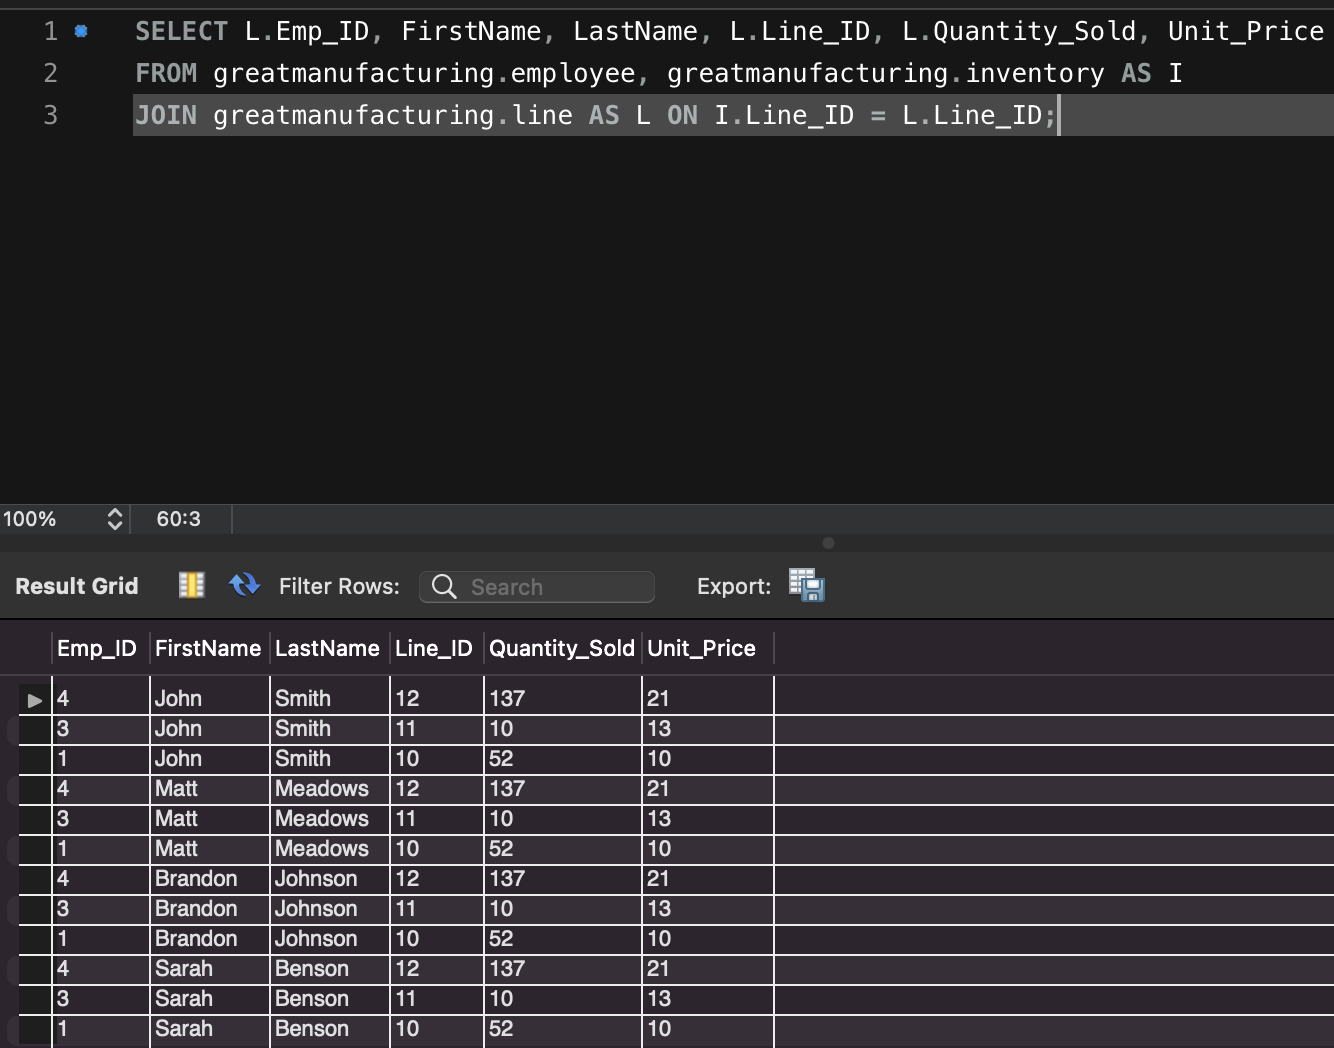 1 SELECT L.Emp_ID, FirstName, LastName, L.Line_ID, L.Quantity_Sold, Unit_Price
2 FROM greatmanufacturing.employee, greatmanufacturing.inventory AS I
3 JOIN greatmanufacturing.line AS L ON I.Line_ID = L.Line_ID;
100% 60:3
Result Grid Filter Rows: Search Export:
Emp_ID FirstName LastName Line_ID Quantity_Sold Unit_Price
4 John Smith 12 137 21
3 John Smith 11 10 13
1 John Smith 10 52 10
4 Matt Meadows 12 137 21
3 Matt Meadows 11 10 13
1 Matt Meadows 10 52 10
4 Brandon Johnson 12 137 21
3 Brandon Johnson 11 10 13
1 Brandon Johnson 10 52 10
4 Sarah Benson 12 137 21
3 Sarah Benson 11 10 13
1 Sarah Benson 10 52 10